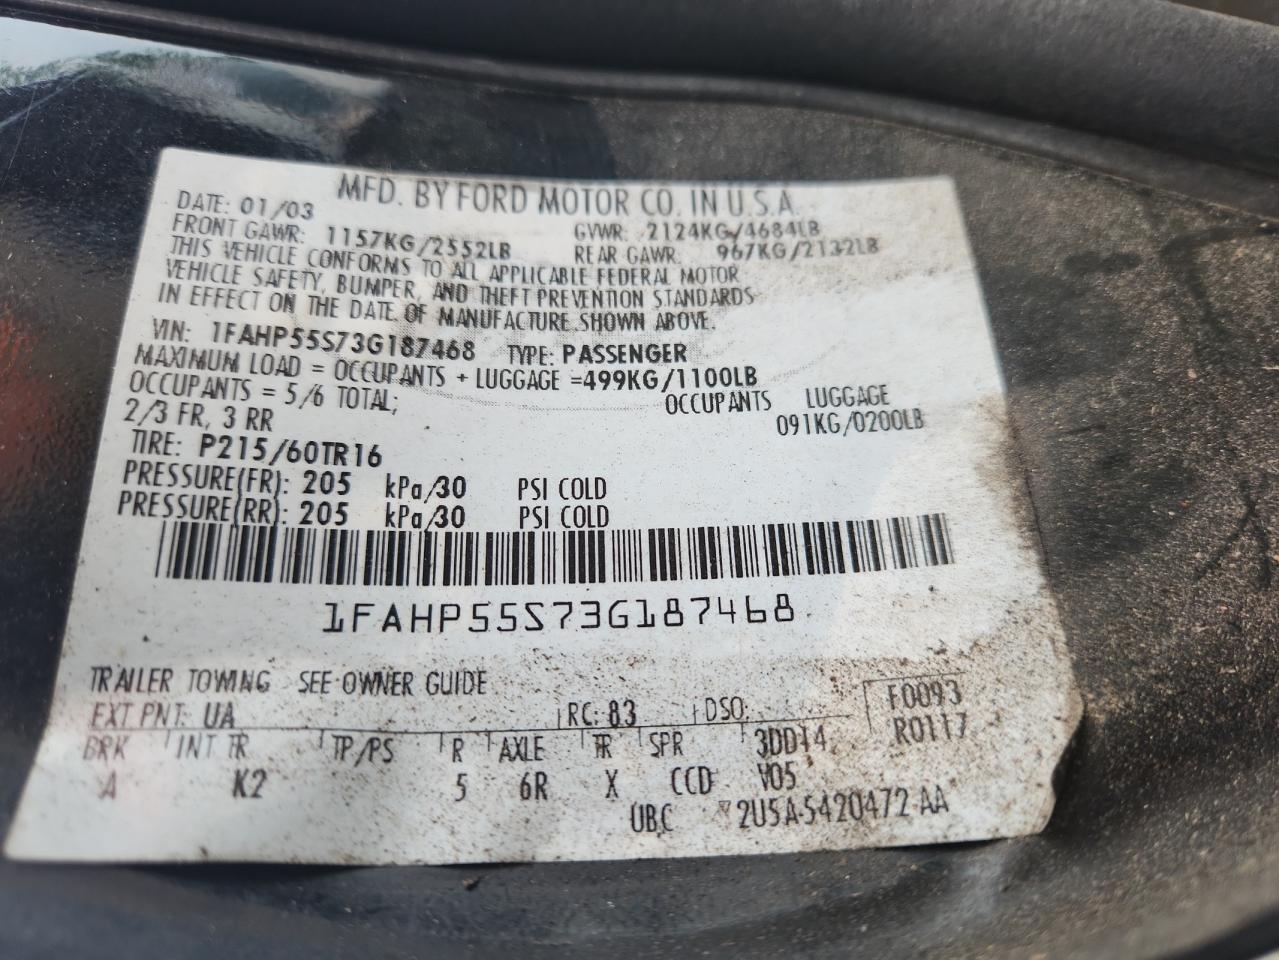 MFD. BY FORD MOTOR CO. IN U.S.A.
DATE: 01/03 GVWR: 2124KG/4684LB
FRONT GAWR: 1157KG/2552LB REAR GAWR: 967KG/2132LB
THIS VEHICLE CONFORMS TO ALL APPLICABLE FEDERAL MOTOR
VEHICLE SAFETY, BUMPER, AND THEFT PREVENTION STANDARDS
IN EFFECT ON THE DATE OF MANUFACTURE SHOWN ABOVE.
VIN: 1FAHP55S73G187468 TYPE: PASSENGER
MAXIMUM LOAD = OCCUPANTS + LUGGAGE =499KG/1100LB
OCCUPANTS = 5/6 TOTAL; OCCUPANTS LUGGAGE
2/3 FR, 3 RR 091KG/0200LB
TIRE: P215/60TR16
PRESSURE(FR): 205 kPa/30 PSI COLD
PRESSURE(RR): 205 kPa/30 PSI COLD
1FAHP55S73G187468
TRAILER TOWING SEE OWNER GUIDE
EXT PNT: UA RC: 83 DSO: F0093
R0117
BRK INT TR TP/PS R AXLE TR SPR 3DD14
A K2 5 6R X CCD V05
UBC 2U5A-5420472-AA